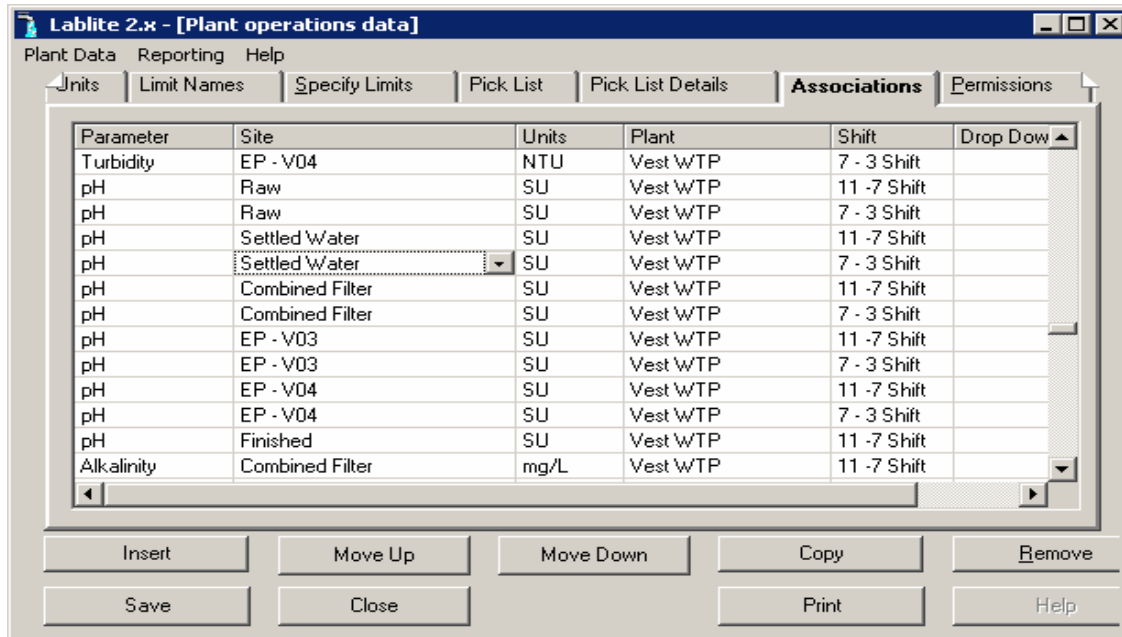 Lablite 2.x - [Plant operations data]
Plant Data Reporting Help
Units Limit Names Specify Limits Pick List Pick List Details Associations Permissions
Parameter Site Units Plant Shift Drop Dow
Turbidity EP - V04 NTU Vest WTP 7 - 3 Shift
pH Raw SU Vest WTP 11 -7 Shift
pH Raw SU Vest WTP 7 - 3 Shift
pH Settled Water SU Vest WTP 11 -7 Shift
pH Settled Water SU Vest WTP 7 - 3 Shift
pH Combined Filter SU Vest WTP 11 -7 Shift
pH Combined Filter SU Vest WTP 7 - 3 Shift
pH EP - V03 SU Vest WTP 11 -7 Shift
pH EP - V03 SU Vest WTP 7 - 3 Shift
pH EP - V04 SU Vest WTP 11 -7 Shift
pH EP - V04 SU Vest WTP 7 - 3 Shift
pH Finished SU Vest WTP 11 -7 Shift
Alkalinity Combined Filter mg/L Vest WTP 11 -7 Shift
Insert Move Up Move Down Copy Remove
Save Close Print Help